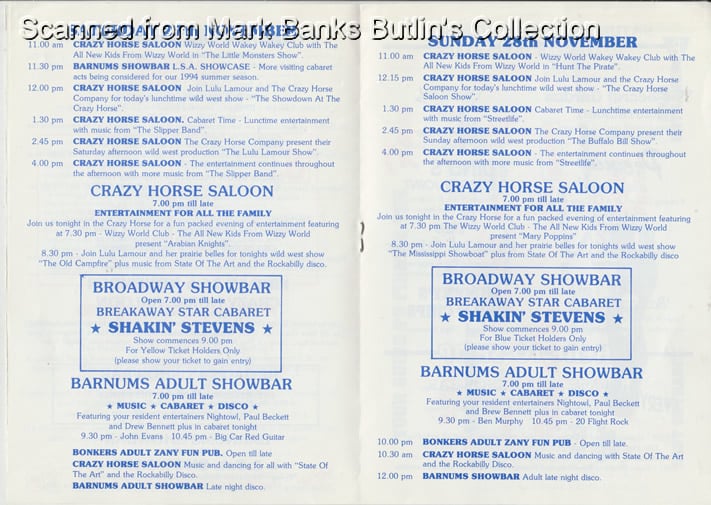 Scanned from Mark Banks Butlin's Collection
SATURDAY 27th NOVEMBER
11.00 am CRAZY HORSE SALOON Wizzy World Wakey Wakey Club with The
All New Kids From Wizzy World in "The Little Monsters Show".
11.30 pm BARNUMS SHOWBAR L.S.A. SHOWCASE - More visiting cabaret
acts being considered for our 1994 summer season.
12.00 pm CRAZY HORSE SALOON Join Lulu Lamour and The Crazy Horse
Company for today's lunchtime wild west show - "The Showdown At The
Crazy Horse".
1.30 pm CRAZY HORSE SALOON. Cabaret Time - Lunchtime entertainment
with music from "The Slipper Band".
2.45 pm CRAZY HORSE SALOON The Crazy Horse Company present their
Saturday afternoon wild west production "The Lulu Lamour Show".
4.00 pm CRAZY HORSE SALOON - The entertainment continues throughout
the afternoon with more music from "The Slipper Band".
CRAZY HORSE SALOON
7.00 pm till late
ENTERTAINMENT FOR ALL THE FAMILY
Join us tonight in the Crazy Horse for a fun packed evening of entertainment featuring
at 7.30 pm - Wizzy World Club - The All New Kids From Wizzy World
present "Arabian Knights".
8.30 pm - Join Lulu Lamour and her prairie belles for tonights wild west show
"The Old Campfire" plus music from State Of The Art and the Rockabilly disco.
BROADWAY SHOWBAR
Open 7.00 pm till late
BREAKAWAY STAR CABARET
★ SHAKIN' STEVENS ★
Show commences 9.00 pm
For Yellow Ticket Holders Only
(please show your ticket to gain entry)
BARNUMS ADULT SHOWBAR
7.00 pm till late
★ MUSIC ★ CABARET ★ DISCO ★
Featuring your resident entertainers Nightowl, Paul Beckett
and Drew Bennett plus in cabaret tonight
9.30 pm - John Evans 10.45 pm - Big Car Red Guitar
BONKERS ADULT ZANY FUN PUB. Open till late
CRAZY HORSE SALOON Music and dancing for all with "State Of
The Art" and the Rockabilly Disco.
BARNUMS ADULT SHOWBAR Late night disco.
SUNDAY 28th NOVEMBER
11.00 am CRAZY HORSE SALOON - Wizzy World Wakey Wakey Club with The
All New Kids From Wizzy World in "Hunt The Pirate".
12.15 pm CRAZY HORSE SALOON Join Lulu Lamour and the Crazy Horse
Company for today's lunchtime wild west show - "The Crazy Horse
Saloon Show".
1.30 pm CRAZY HORSE SALOON Cabaret Time - Lunctime entertainment
with music from "Streetlife".
2.45 pm CRAZY HORSE SALOON The Crazy Horse Company present their
Sunday afternoon wild west production "The Buffalo Bill Show".
4.00 pm CRAZY HORSE SALOON - The entertainment continues throughout
the afternoon with more music from "Streetlife".
CRAZY HORSE SALOON
7.00 pm till late
ENTERTAINMENT FOR ALL THE FAMILY
Join us tonight in the Crazy Horse for a fun packed evening of entertainment featuring
at 7.30 pm The Wizzy World Club - The All New Kids From Wizzy World
present "Mary Poppins"
8.30 pm - Join Lulu Lamour and her prairie belles for tonights wild west show
"The Mississippi Showboat" plus from State Of The Art and the Rockabilly disco
BROADWAY SHOWBAR
Open 7.00 pm till late
BREAKAWAY STAR CABARET
★ SHAKIN' STEVENS ★
Show commences 9.00 pm
For Blue Ticket Holders Only
(please show your ticket to gain entry)
BARNUMS ADULT SHOWBAR
7.00 pm till late
★ MUSIC ★ CABARET ★ DISCO ★
Featuring your resident entertainers Nightowl, Paul Beckett
and Brew Bennett plus in cabaret tonight
9.30 pm - Ben Murphy 10.45 pm - 20 Flight Rock
10.00 pm BONKERS ADULT ZANY FUN PUB - Open till late.
10.30 am CRAZY HORSE SALOON Music and dancing with State Of The Art
and the Rockabilly Disco.
12.00 pm BARNUMS SHOWBAR Adult late night disco.